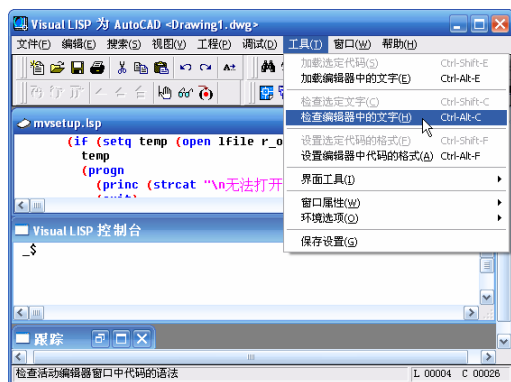 Visual LISP 为 AutoCAD <Drawing1.dwg>
文件(F) 编辑(E) 搜索(S) 视图(V) 工程(P) 调试(D) 工具(T) 窗口(W) 帮助(H)
加载选定代码(S) Ctrl-Shift-E
加载编辑器中的文字(E) Ctrl-Alt-E
检查选定文字(C) Ctrl-Shift-C
检查编辑器中的文字(H) Ctrl-Alt-C
设置选定代码的格式(F) Ctrl-Shift-F
设置编辑器中代码的格式(A) Ctrl-Alt-F
界面工具(I)
窗口属性(W)
环境选项(O)
保存设置(G)
mvsetup.lsp
(if (setq temp (open lfile r_o
temp
(progn
(princ (strcat "\n无法打开
Visual LISP 控制台
_$
跟踪
检查活动编辑器窗口中代码的语法 L 00004 C 00026